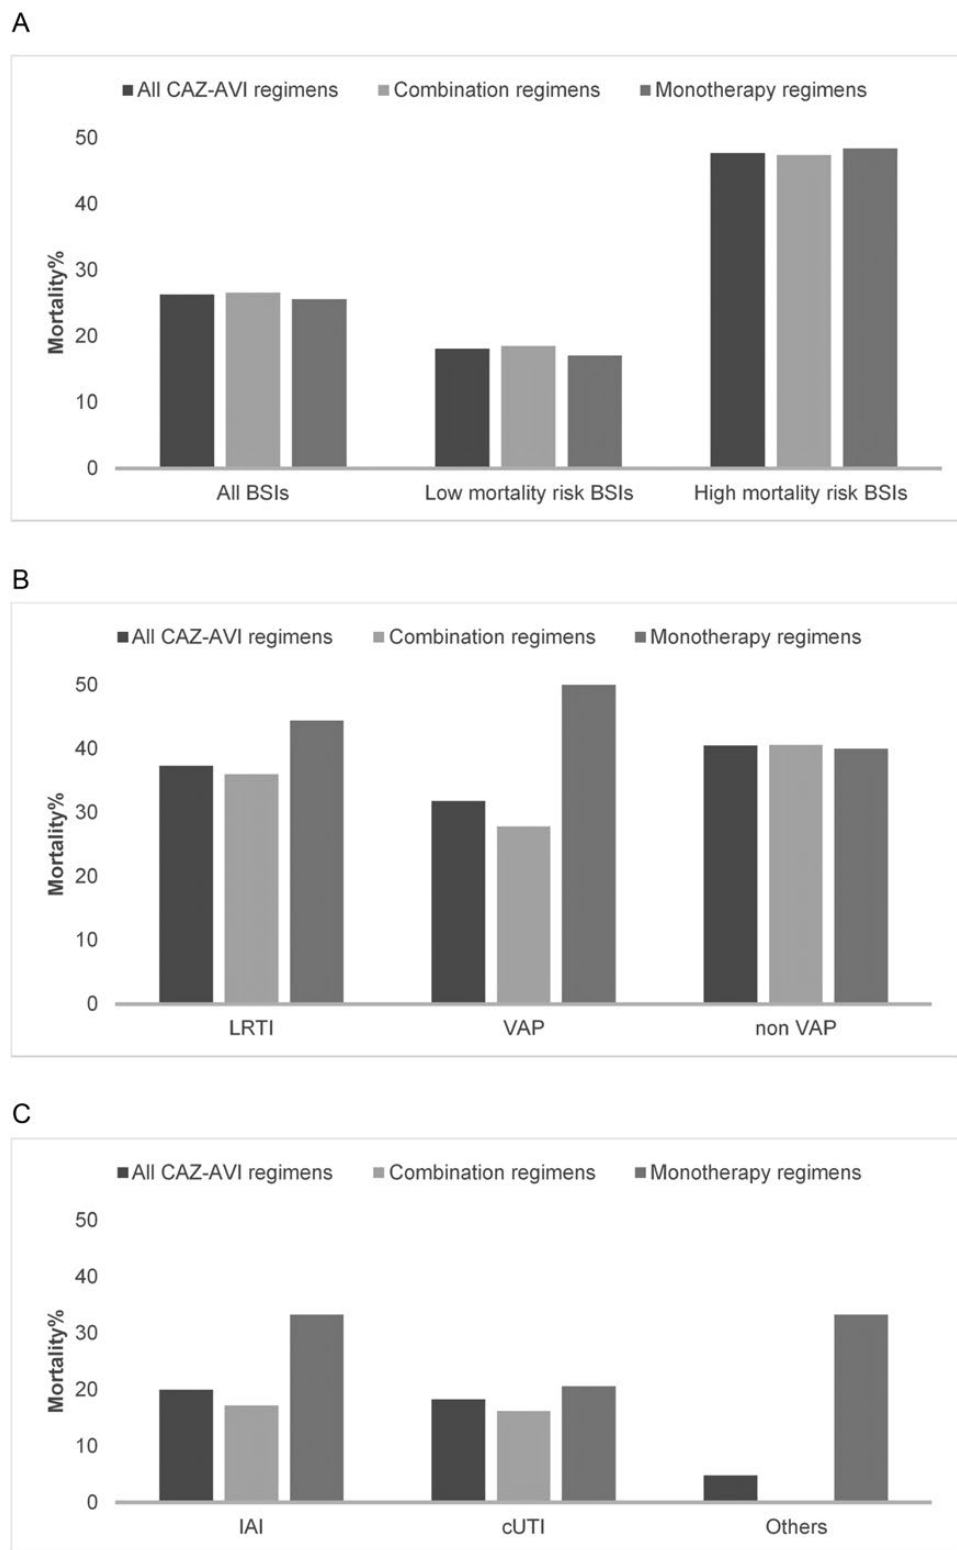 A
All CAZ-AVI regimens Combination regimens Monotherapy regimens
50
40
30
20
10
0
Mortality%
All BSIs Low mortality risk BSIs High mortality risk BSIs
B
All CAZ-AVI regimens Combination regimens Monotherapy regimens
50
40
30
20
10
0
Mortality%
LRTI VAP non VAP
C
All CAZ-AVI regimens Combination regimens Monotherapy regimens
50
40
30
20
10
0
Mortality%
IAI cUTI Others